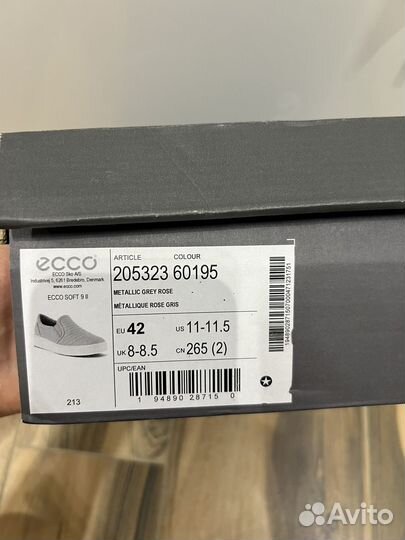 ecco
ECCO Sko A/S
Industrivej 5, 6261 Bredebro, Denmark
www.ecco.com
ECCO SOFT 9 II
213
ARTICLE COLOUR
205323 60195
METALLIC GREY ROSE
MÉTALLIQUE ROSE GRIS
EU 42 US 11-11.5
UK 8-8.5 CN 265 (2)
UPC/EAN
1 94890 28715 0
Avito